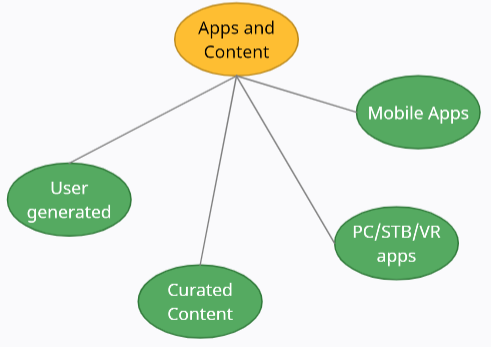 Apps and
Content
Mobile Apps
User
generated
PC/STB/VR
apps
Curated
Content